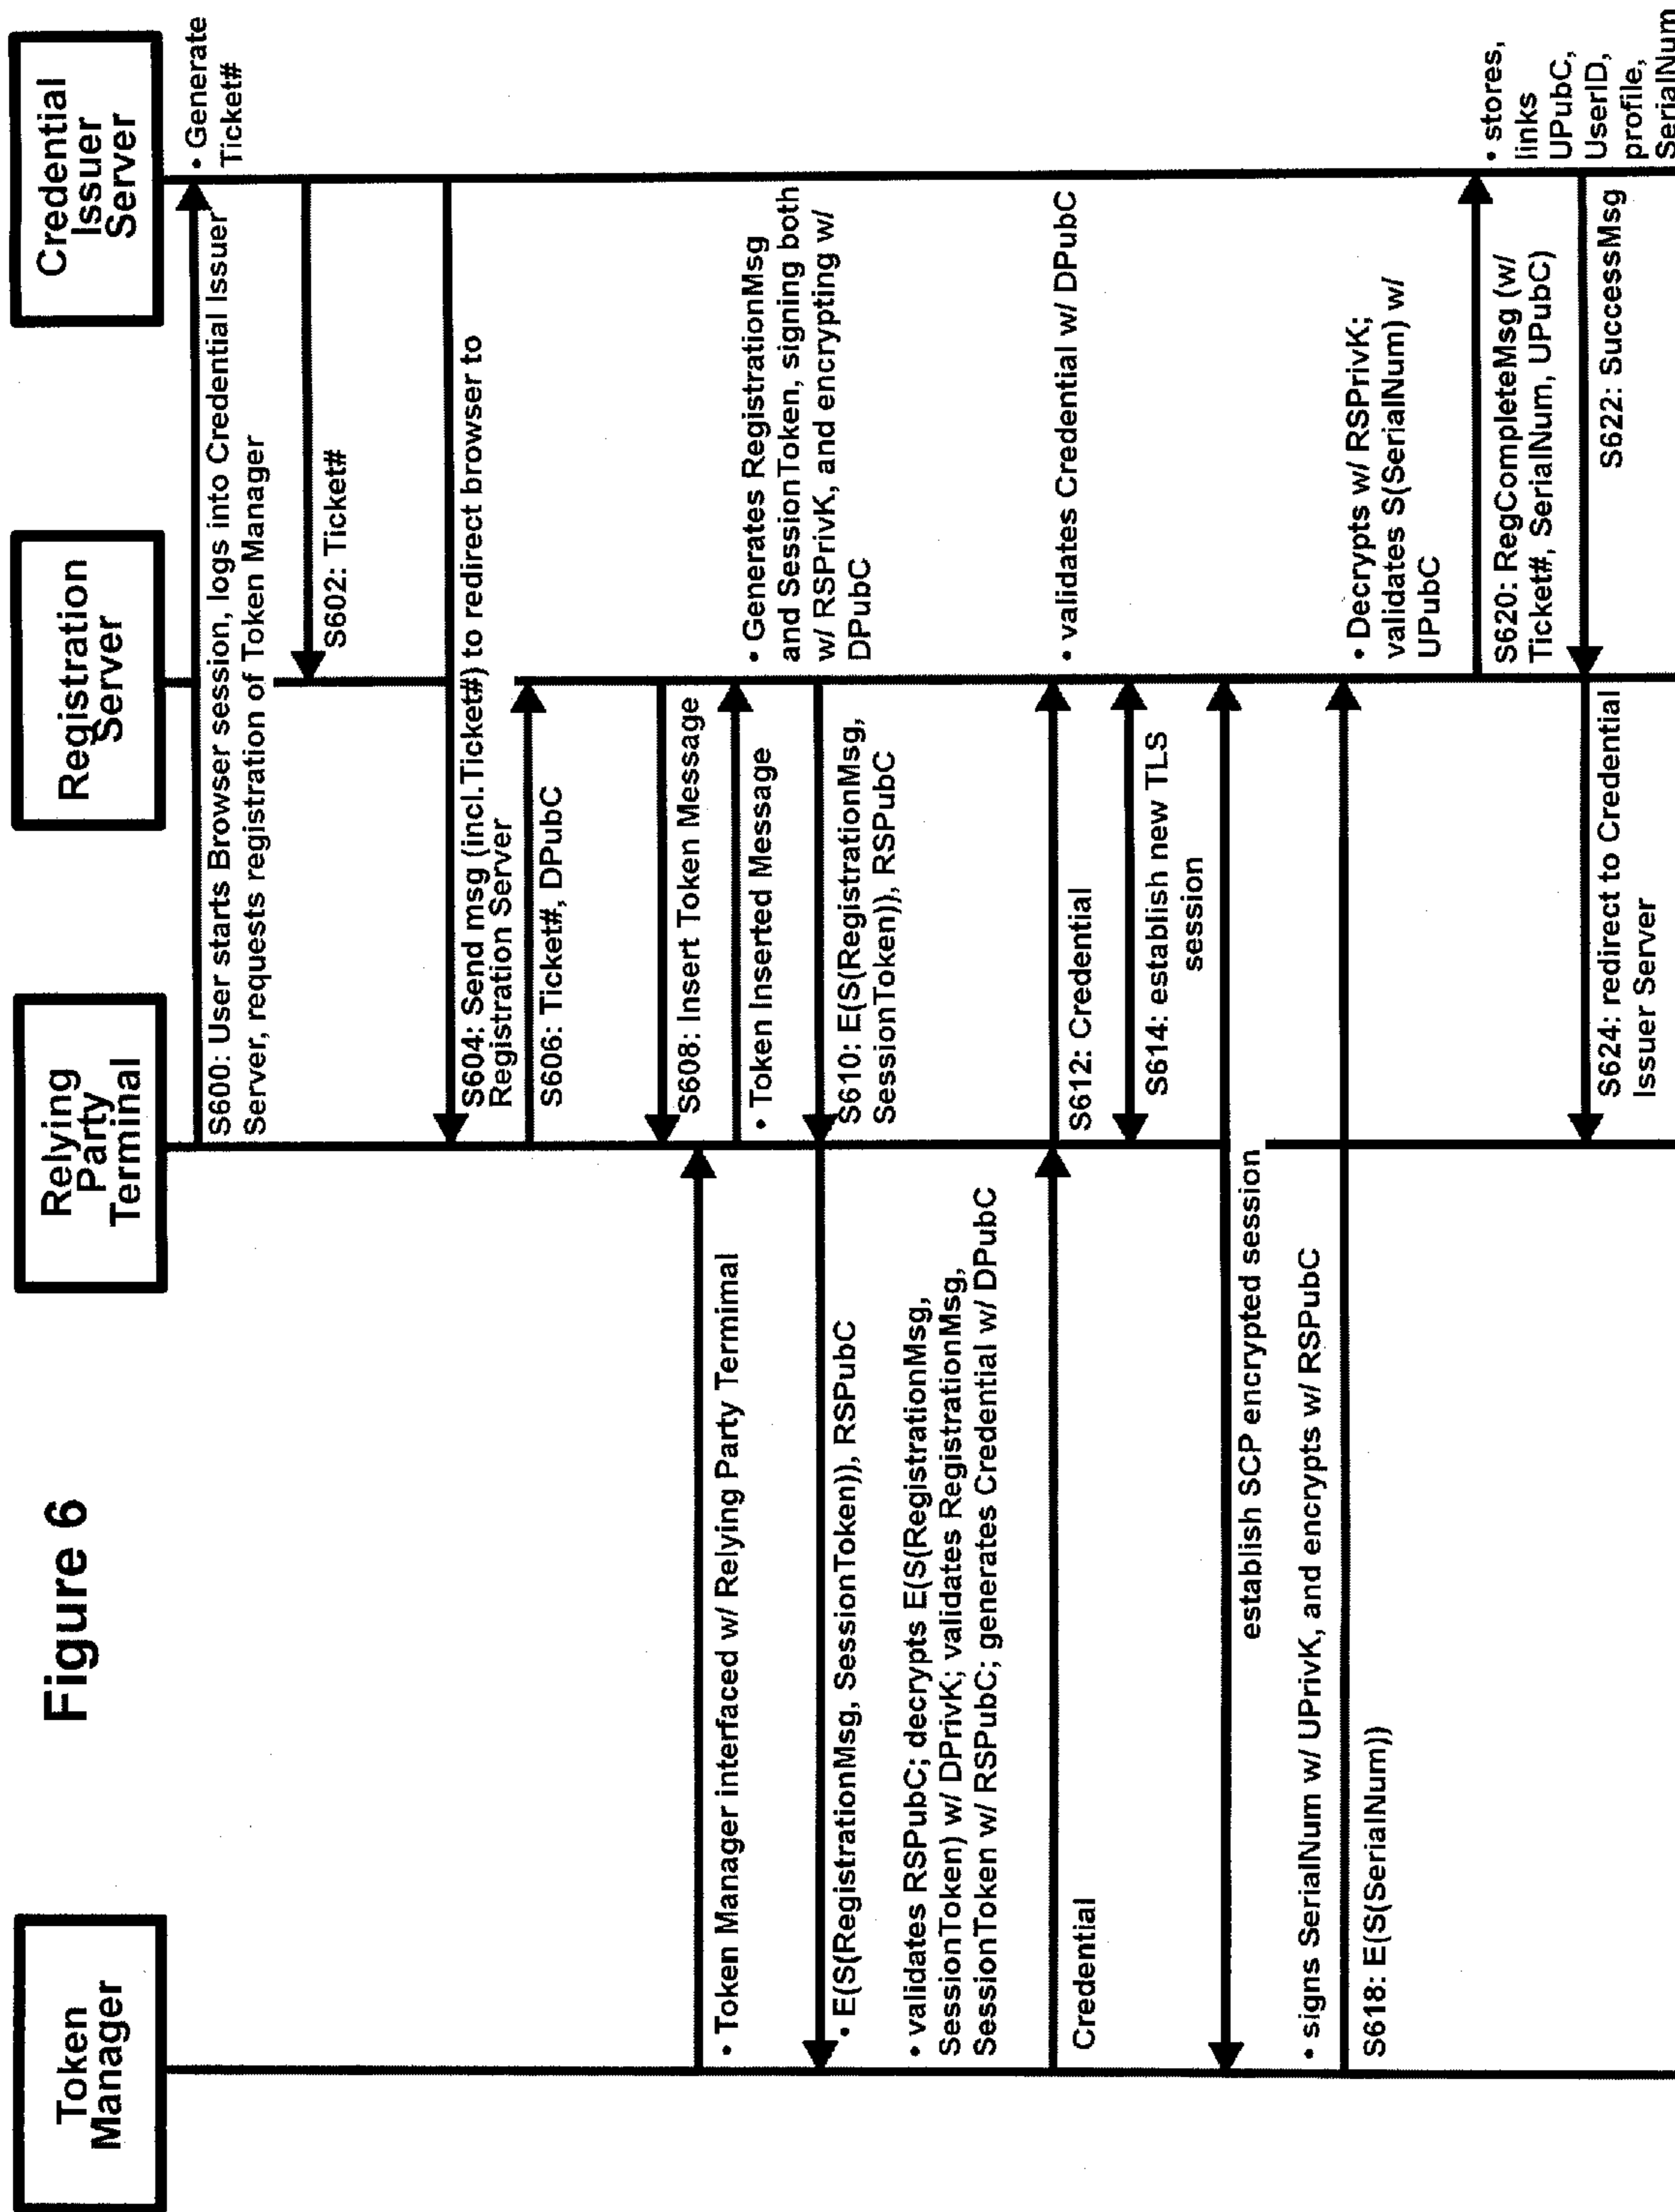 Figure 6
Token
Manager
Relying
Party
Terminal
Registration
Server
Credential
Issuer
Server
• Generate
Ticket#
S600: User starts Browser session, logs into Credential Issuer
Server, requests registration of Token Manager
S602: Ticket#
S604: Send msg (incl.Ticket#) to redirect browser to
Registration Server
S606: Ticket#, DPubC
S608: Insert Token Message
• Token Manager interfaced w/ Relying Party Termimal
• Token Inserted Message
• Generates RegistrationMsg
and SessionToken, signing both
w/ RSPrivK, and encrypting w/
DPubC
S610: E(S(RegistrationMsg,
SessionToken)), RSPubC
• E(S(RegistrationMsg, SessionToken)), RSPubC
• validates RSPubC; decrypts E(S(RegistrationMsg,
SessionToken) w/ DPrivK; validates RegistrationMsg,
SessionToken w/ RSPubC; generates Credential w/ DPubC
Credential
S612: Credential
• validates Credential w/ DPubC
S614: establish new TLS
session
establish SCP encrypted session
• signs SerialNum w/ UPrivK, and encrypts w/ RSPubC
S618: E(S(SerialNum))
• Decrypts w/ RSPrivK;
validates S(SerialNum) w/
UPubC
S620: RegCompleteMsg (w/
Ticket#, SerialNum, UPubC)
• stores,
links
UPubC,
UserID,
profile,
SerialNum
S622: SuccessMsg
S624: redirect to Credential
Issuer Server